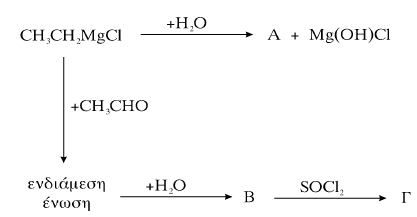 CH₃CH₂MgCl +H₂O A + Mg(OH)Cl
+CH₃CHO
ενδιάμεση ένωση +H₂O B SOCl₂ Γ